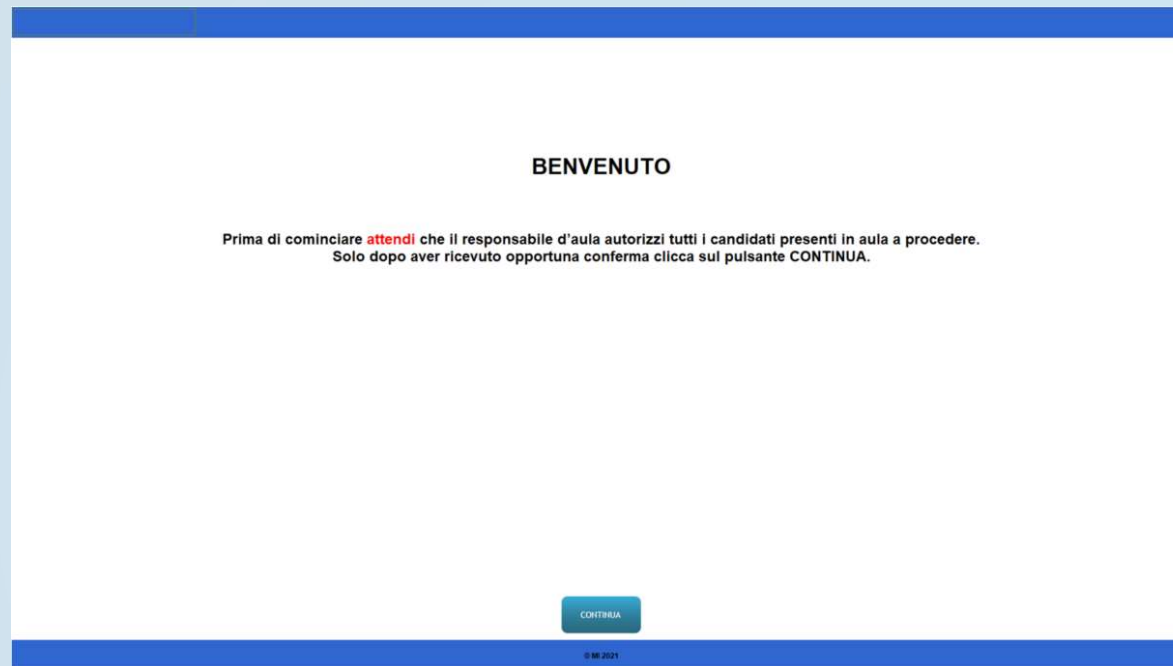 BENVENUTO
Prima di cominciare attendi che il responsabile d'aula autorizzi tutti i candidati presenti in aula a procedere.
Solo dopo aver ricevuto opportuna conferma clicca sul pulsante CONTINUA.
CONTINUA
© MI 2021